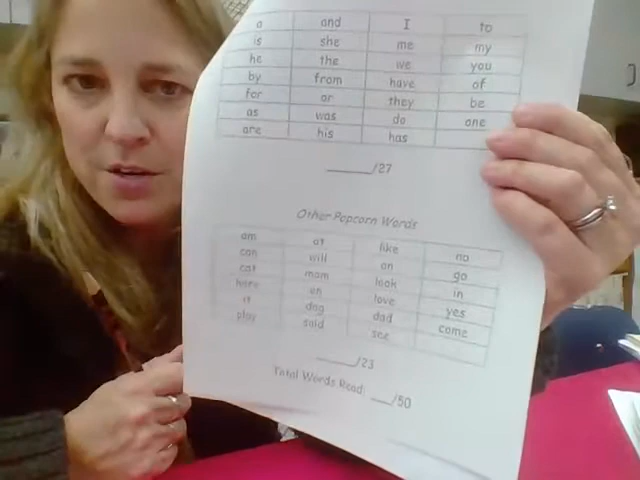 a and I to
is she me my
he the we you
by from have of
for or they be
as was do one
are his has
____/27
Other Popcorn Words
am at like no
can will an go
cat mom look in
here on love yes
it dog dad come
play said see
____/23
Total Words Read: ___/50